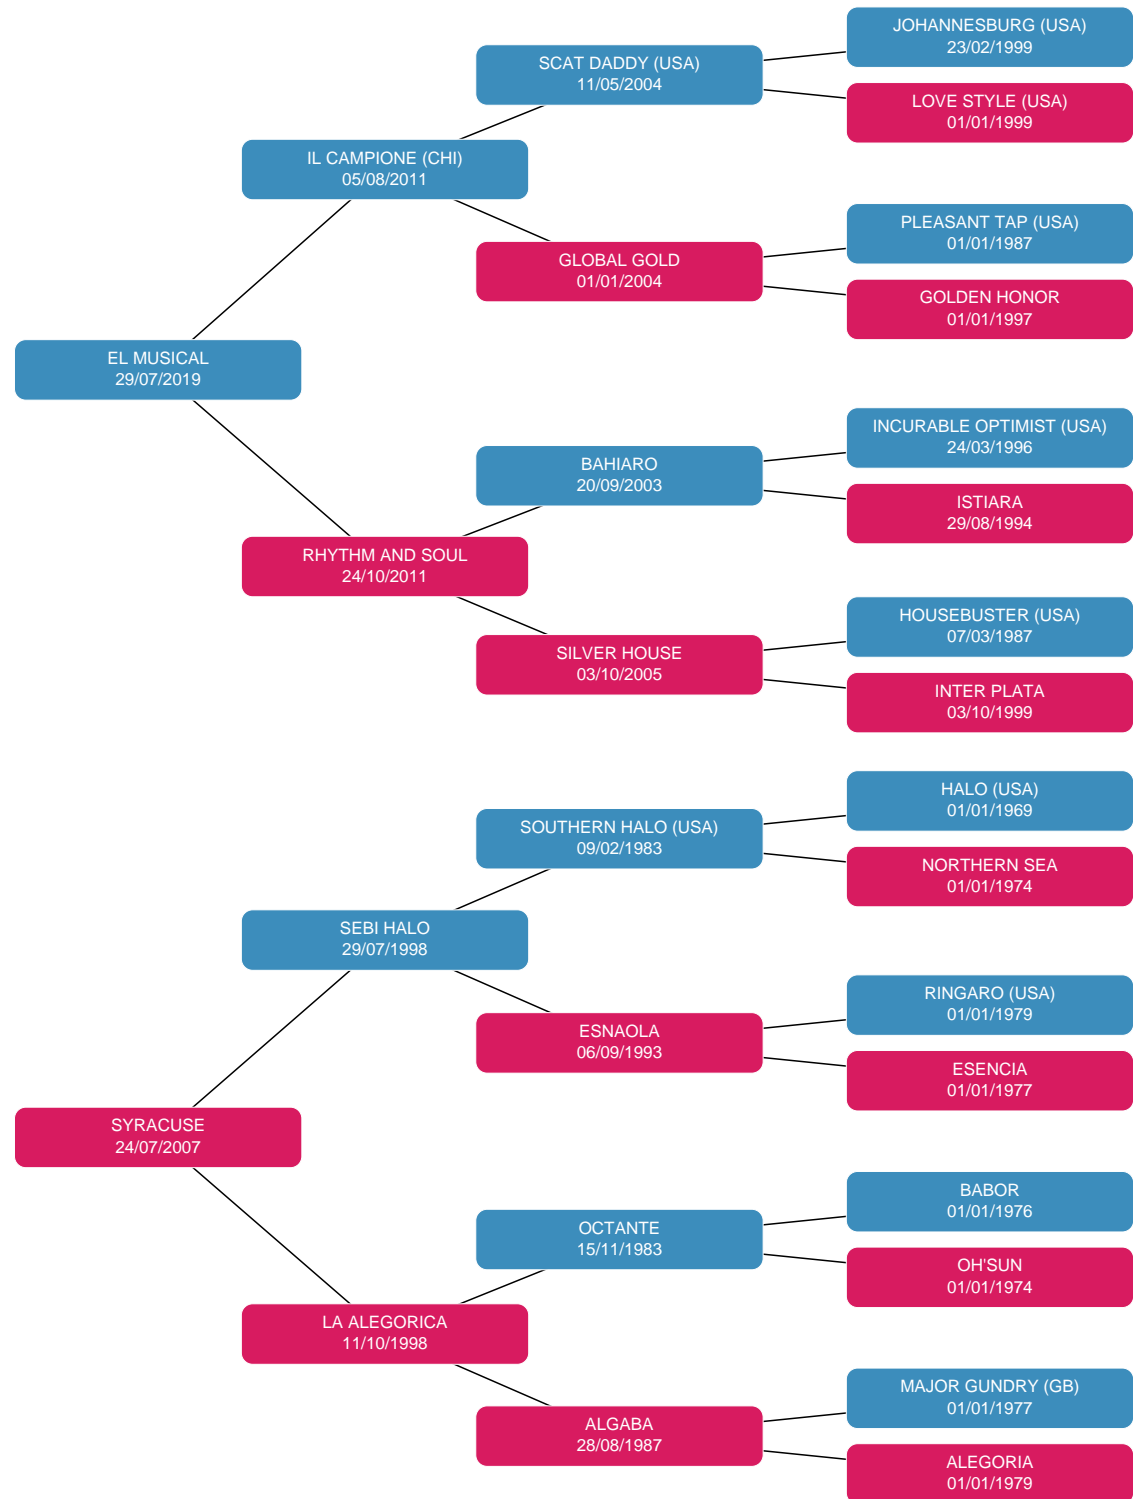 JOHANNESBURG (USA)
23/02/1999
SCAT DADDY (USA)
11/05/2004
LOVE STYLE (USA)
01/01/1999
IL CAMPIONE (CHI)
05/08/2011
PLEASANT TAP (USA)
01/01/1987
GLOBAL GOLD
01/01/2004
GOLDEN HONOR
01/01/1997
EL MUSICAL
29/07/2019
INCURABLE OPTIMIST (USA)
24/03/1996
BAHIARO
20/09/2003
ISTIARA
29/08/1994
RHYTHM AND SOUL
24/10/2011
HOUSEBUSTER (USA)
07/03/1987
SILVER HOUSE
03/10/2005
INTER PLATA
03/10/1999
HALO (USA)
01/01/1969
SOUTHERN HALO (USA)
09/02/1983
NORTHERN SEA
01/01/1974
SEBI HALO
29/07/1998
RINGARO (USA)
01/01/1979
ESNAOLA
06/09/1993
ESENCIA
01/01/1977
SYRACUSE
24/07/2007
BABOR
01/01/1976
OCTANTE
15/11/1983
OH'SUN
01/01/1974
LA ALEGORICA
11/10/1998
MAJOR GUNDRY (GB)
01/01/1977
ALGABA
28/08/1987
ALEGORIA
01/01/1979